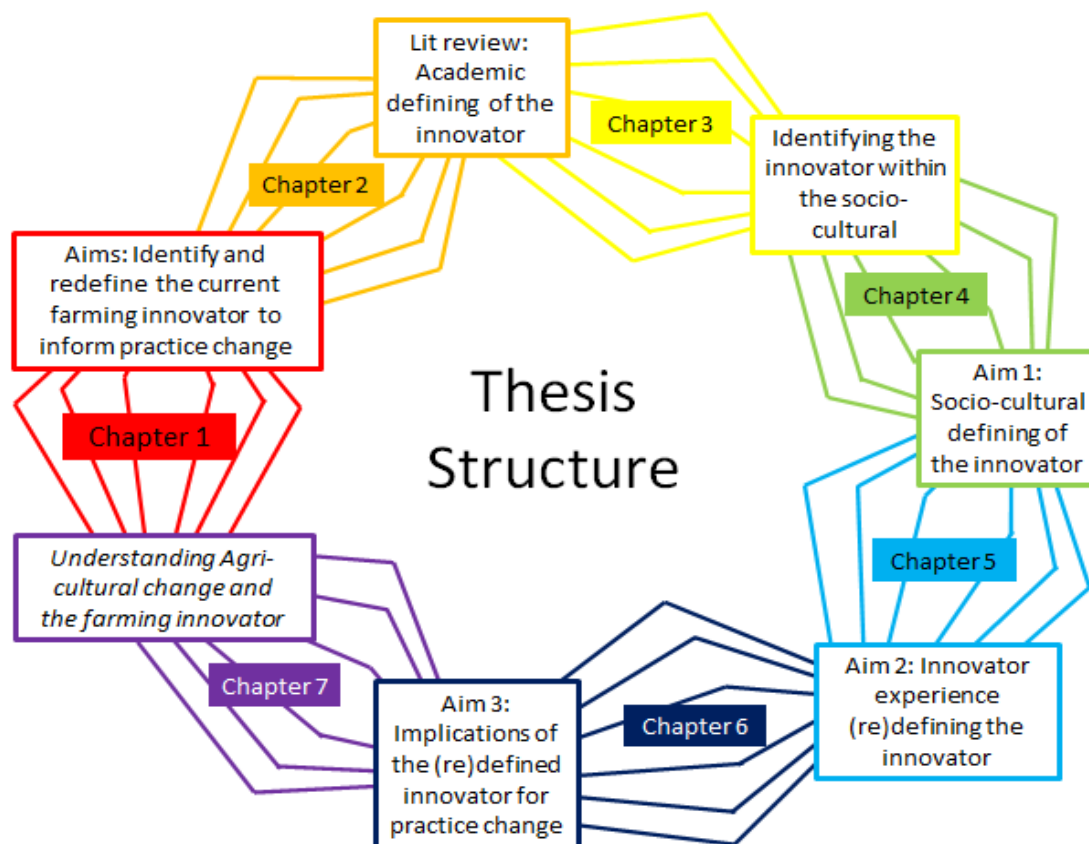 Lit review:
Academic
defining of the
innovator
Chapter 3
Identifying the
innovator within
the socio-
cultural
Chapter 2
Aims: Identify and
redefine the current
farming innovator to
inform practice change
Chapter 4
Thesis
Structure
Aim 1:
Socio-cultural
defining of
the innovator
Chapter 1
Understanding Agri-
cultural change and
the farming innovator
Chapter 5
Aim 2: Innovator
experience
(re)defining the
innovator
Chapter 7
Aim 3:
Implications of
the (re)defined
innovator for
practice change
Chapter 6